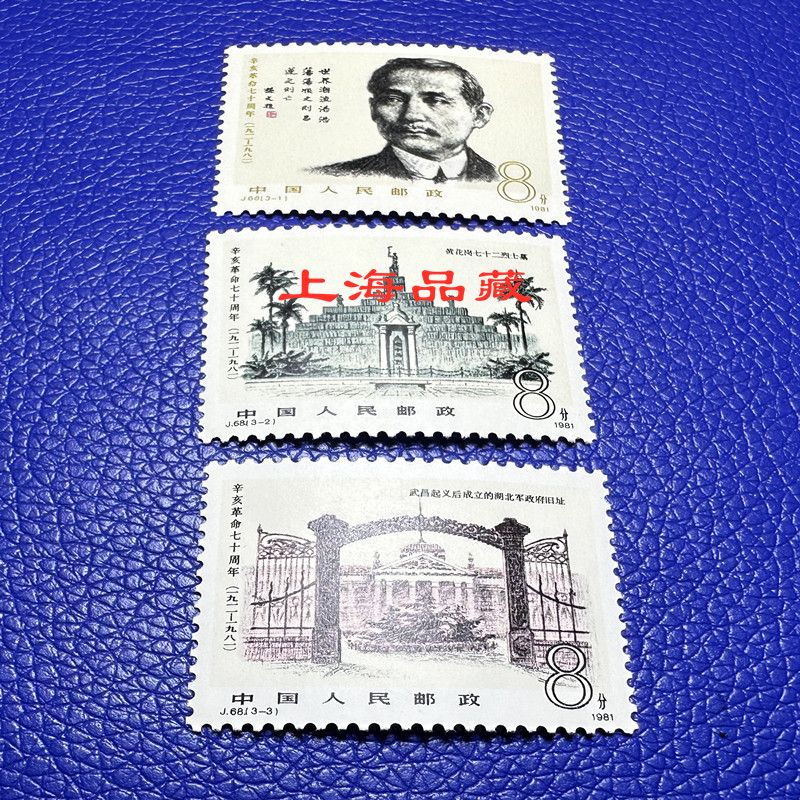 辛亥革命七十周年(一九一一—一九八一)
世界潮流浩浩
荡荡顺之则昌
逆之则亡
孙文题
8分
中国人民邮政
J68(3-1)
1981
辛亥革命七十周年(一九一一—一九八一)
黄花岗七十二烈士墓
上海品藏
8分
中国人民邮政
J.68(3-2)
1981
辛亥革命七十周年(一九一一—一九八一)
武昌起义后成立的湖北军政府旧址
8分
中国人民邮政
J.68(3-3)
1981